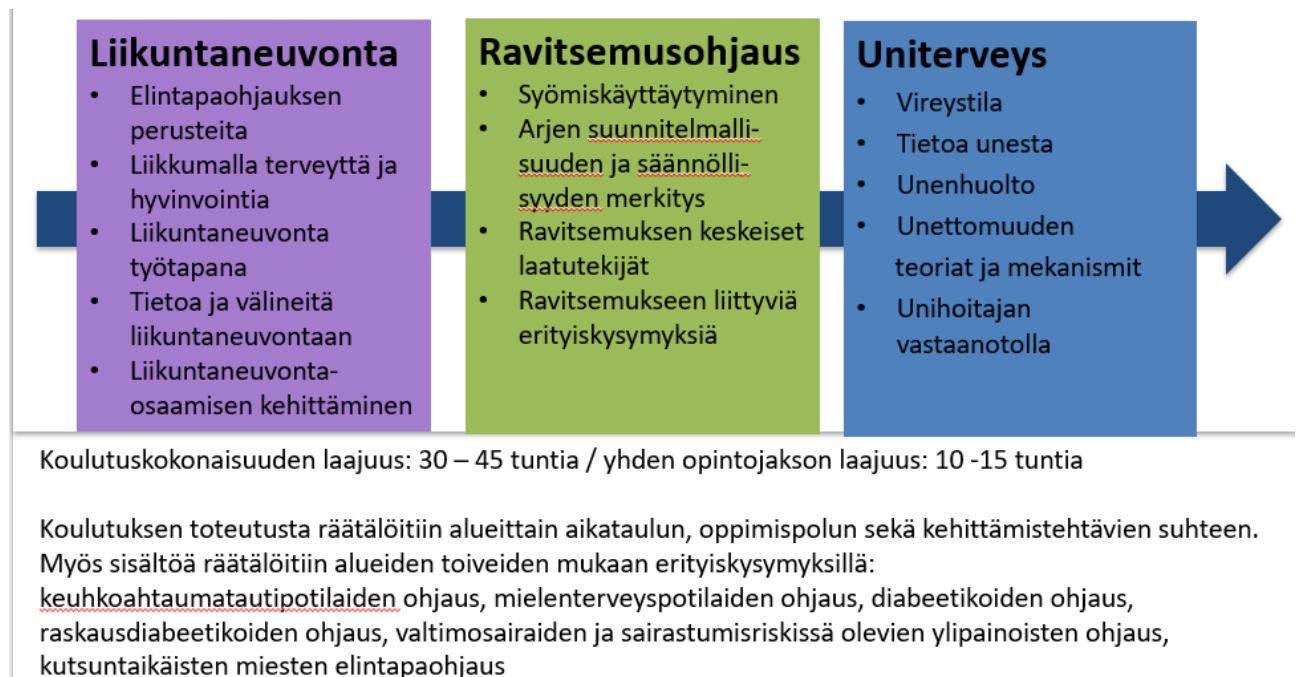 Liikuntaneuvonta
• Elintapaohjauksen
perusteita
• Liikkumalla terveyttä ja
hyvinvointia
• Liikuntaneuvonta
työtapana
• Tietoa ja välineitä
liikuntaneuvontaan
• Liikuntaneuvonta-
osaamisen kehittäminen
Ravitsemusohjaus
• Syömiskäyttäytyminen
• Arjen suunnitelmalli-
suuden ja säännölli-
syyden merkitys
• Ravitsemuksen keskeiset
laatutekijät
• Ravitsemukseen liittyviä
erityiskysymyksiä
Uniterveys
• Vireystila
• Tietoa unesta
• Unenhuolto
• Unettomuuden
teoriat ja mekanismit
• Unihoitajan
vastaanotolla
Koulutuskokonaisuuden laajuus: 30 – 45 tuntia / yhden opintojakson laajuus: 10 -15 tuntia
Koulutuksen toteutusta räätälöitiin alueittain aikataulun, oppimispolun sekä kehittämistehtävien suhteen.
Myös sisältöä räätälöitiin alueiden toiveiden mukaan erityiskysymyksillä:
keuhkoahtaumatautipotilaiden ohjaus, mielenterveyspotilaiden ohjaus, diabeetikoiden ohjaus,
raskausdiabeetikoiden ohjaus, valtimosairaiden ja sairastumisriskissä olevien ylipainoisten ohjaus,
kutsuntaikäisten miesten elintapaohjaus